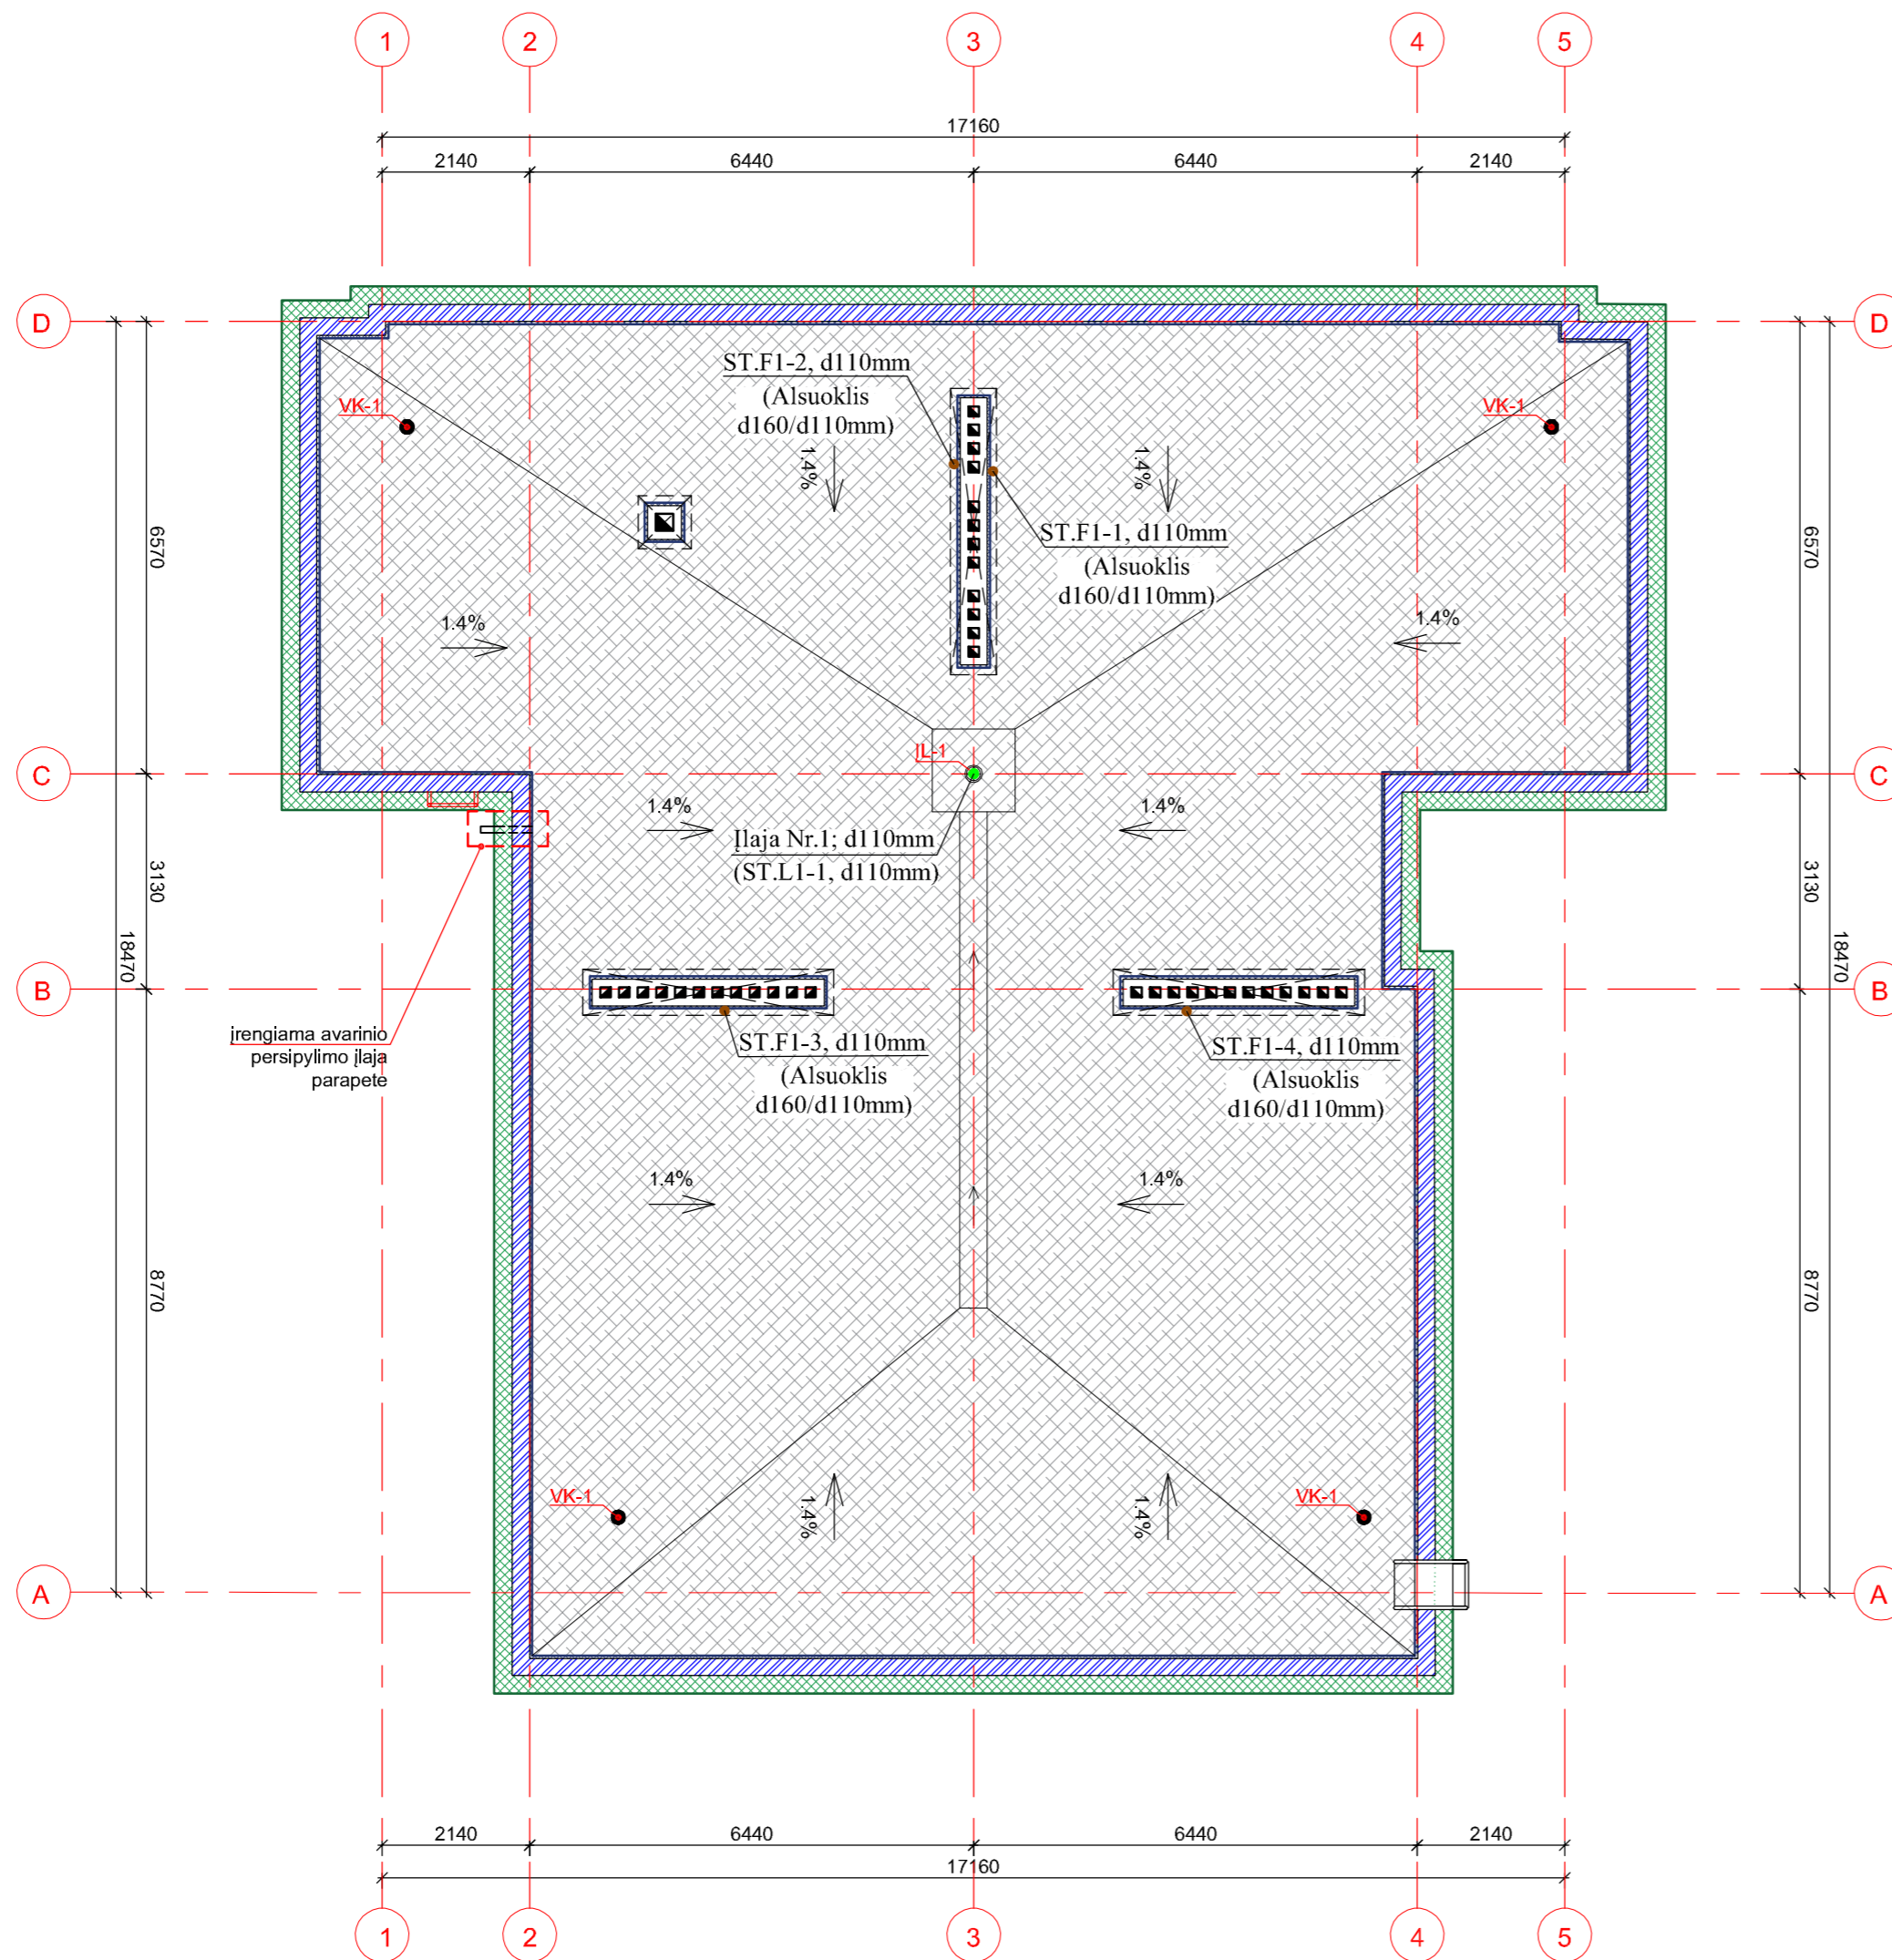 1 2 3 4 5
17160
2140 6440 6440 2140
D D
ST.F1-2, d110mm
(Alsuoklis
d160/d110mm)
VK-1 VK-1
1.4% 1.4%
ST.F1-1, d110mm
(Alsuoklis
d160/d110mm)
6570 6570
1.4% 1.4%
ĮL-1
C C
1.4% 1.4%
Įlaja Nr.1; d110mm
(ST.L1-1, d110mm)
3130 3130
18470 18470
B B
įrengiama avarinio
persipylimo įlaja
parapete
ST.F1-3, d110mm
(Alsuoklis
d160/d110mm)
ST.F1-4, d110mm
(Alsuoklis
d160/d110mm)
1.4% 1.4%
8770 8770
VK-1 VK-1
1.4% 1.4%
A A
2140 6440 6440 2140
17160
1 2 3 4 5